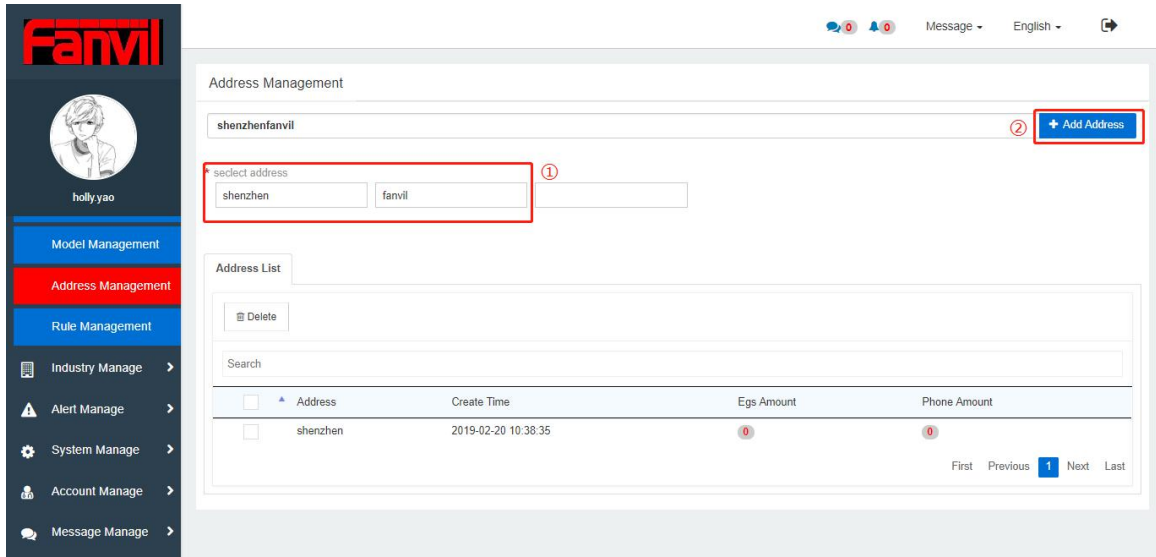 Fanvil
0 0 Message English
holly.yao
Model Management
Address Management
Rule Management
Industry Manage
Alert Manage
System Manage
Account Manage
Message Manage
Address Management
shenzhenfanvil ② + Add Address
* seclect address ①
shenzhen fanvil
Address List
Delete
Search
Address Create Time Egs Amount Phone Amount
shenzhen 2019-02-20 10:38:35 0 0
First Previous 1 Next Last